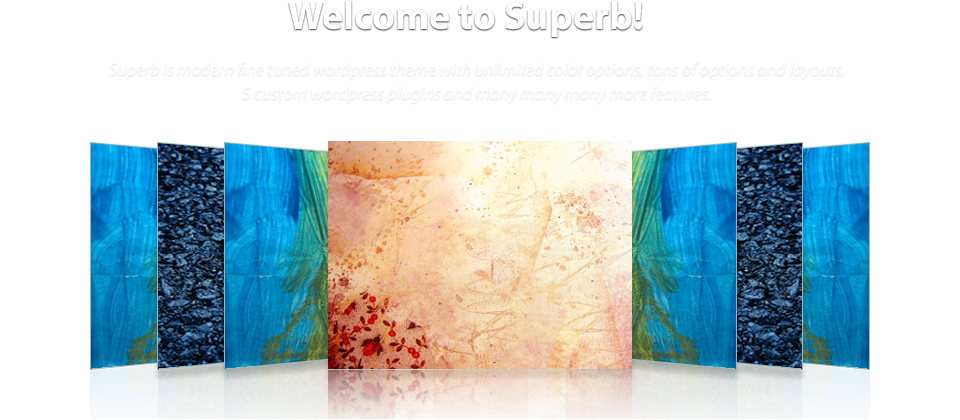 Welcome to Superb!
Superb is modern fine tuned wordpress theme with unlimited color options, tons of options and layouts,
5 custom wordpress plugins and many many many more features.